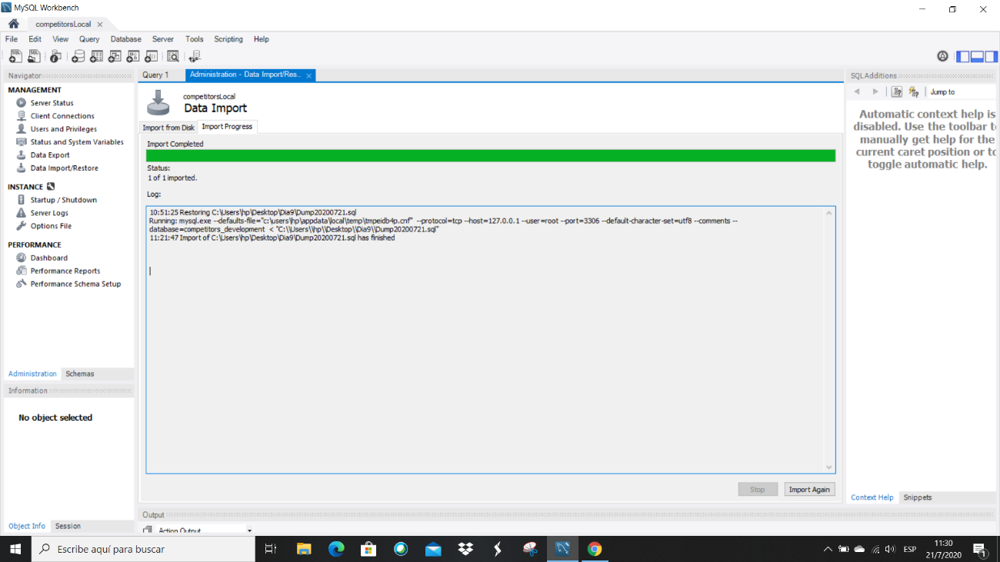 MySQL Workbench
competitorsLocal
File Edit View Query Database Server Tools Scripting Help
Navigator
MANAGEMENT
Server Status
Client Connections
Users and Privileges
Status and System Variables
Data Export
Data Import/Restore
INSTANCE
Startup / Shutdown
Server Logs
Options File
PERFORMANCE
Dashboard
Performance Reports
Performance Schema Setup
Administration Schemas
Information
No object selected
Object Info Session
Query 1 Administration - Data Import/Res...
competitorsLocal
Data Import
Import from Disk Import Progress
Import Completed
Status:
1 of 1 imported.
Log:
10:51:25 Restoring C:\Users\hp\Desktop\Dia9\Dump20200721.sql
Running: mysql.exe --defaults-file="c:\users\hp\appdata\local\temp\tmpeidb4p.cnf" --protocol=tcp --host=127.0.0.1 --user=root --port=3306 --default-character-set=utf8 --comments --
database=competitors_development < "C:\\Users\\hp\\Desktop\\Dia9\\Dump20200721.sql"
11:21:47 Import of C:\Users\hp\Desktop\Dia9\Dump20200721.sql has finished
Stop Import Again
Output
Action Output
SQLAdditions
Jump to
Automatic context help is
disabled. Use the toolbar to
manually get help for the
current caret position or to
toggle automatic help.
Context Help Snippets
Escribe aquí para buscar
ESP
11:30
21/7/2020
1